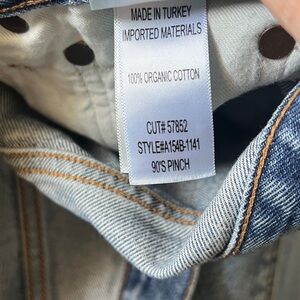 MADE IN TURKEY
IMPORTED MATERIALS
100% ORGANIC COTTON
CUT# 57852
STYLE#A154B-1141
90'S PINCH